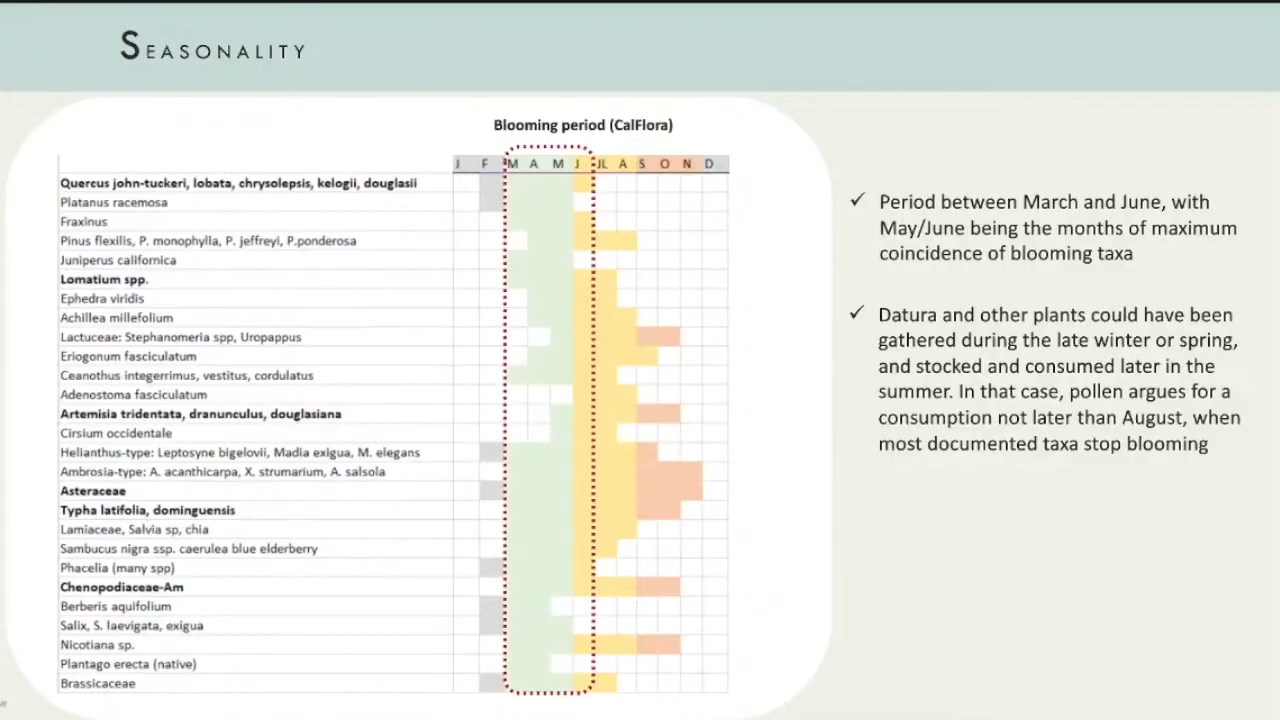 SEASONALITY
Blooming period (CalFlora)
J F M A M J JL A S O N D
Quercus john-tuckeri, lobata, chrysolepsis, kelogii, douglasii
Platanus racemosa
Fraxinus
Pinus flexilis, P. monophylla, P. jeffreyi, P.ponderosa
Juniperus californica
Lomatium spp.
Ephedra viridis
Achillea millefolium
Lactuceae: Stephanomeria spp, Uropappus
Eriogonum fasciculatum
Ceanothus integerrimus, vestitus, cordulatus
Adenostoma fasciculatum
Artemisia tridentata, dranunculus, douglasiana
Cirsium occidentale
Helianthus-type: Leptosyne bigelovii, Madia exigua, M. elegans
Ambrosia-type: A. acanthicarpa, X. strumarium, A. salsola
Asteraceae
Typha latifolia, dominguensis
Lamiaceae, Salvia sp, chia
Sambucus nigra ssp. caerulea blue elderberry
Phacelia (many spp)
Chenopodiaceae-Am
Berberis aquifolium
Salix, S. laevigata, exigua
Nicotiana sp.
Plantago erecta (native)
Brassicaceae
✓ Period between March and June, with
May/June being the months of maximum
coincidence of blooming taxa
✓ Datura and other plants could have been
gathered during the late winter or spring,
and stocked and consumed later in the
summer. In that case, pollen argues for a
consumption not later than August, when
most documented taxa stop blooming